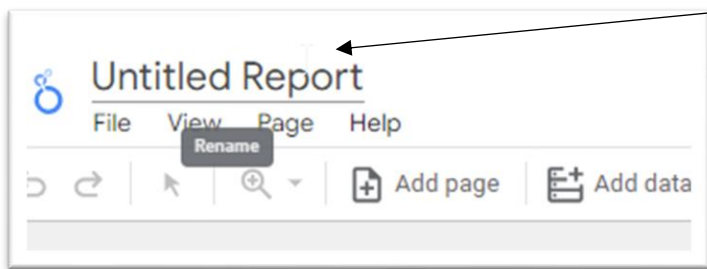 Untitled Report
File View Page Help
Rename
Add page Add data